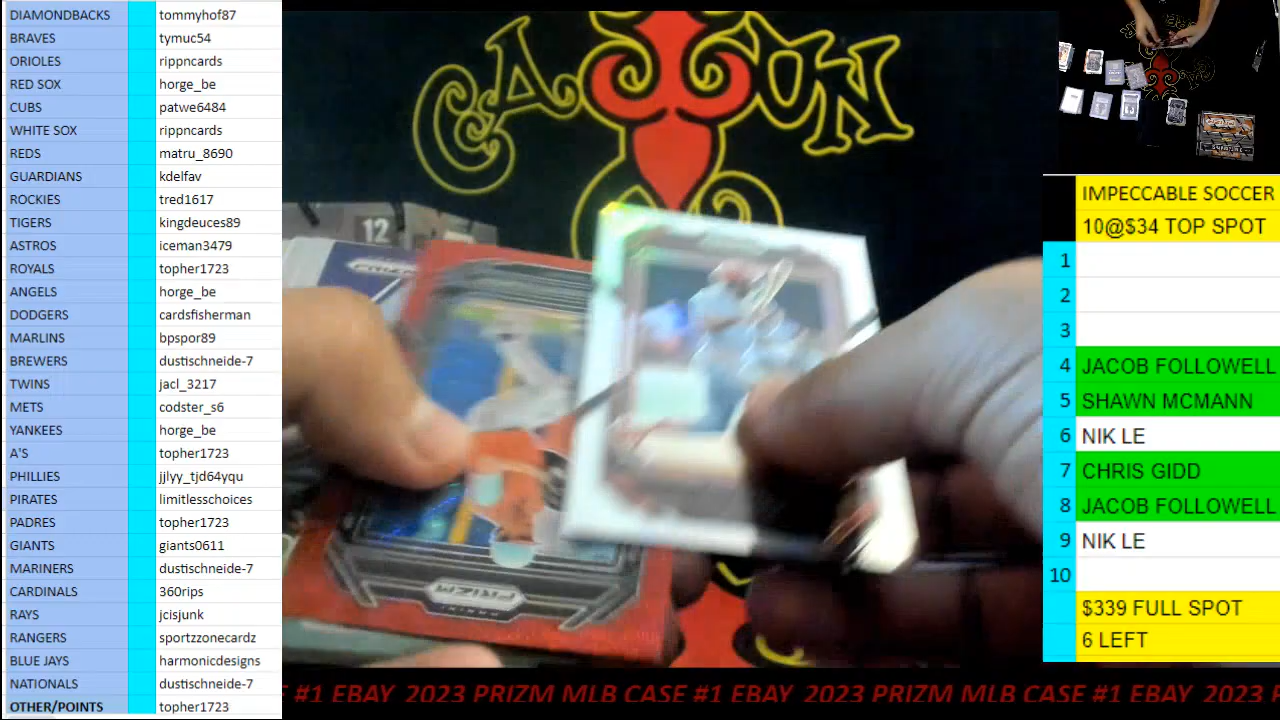 DIAMONDBACKS tommyhof87
BRAVES tymuc54
ORIOLES rippncards
RED SOX horge_be
CUBS patwe6484
WHITE SOX rippncards
REDS matru_8690
GUARDIANS kdelfav
ROCKIES tred1617
TIGERS kingdeuces89
ASTROS iceman3479
ROYALS topher1723
ANGELS horge_be
DODGERS cardsfisherman
MARLINS bpspor89
BREWERS dustischneide-7
TWINS jacl_3217
METS codster_s6
YANKEES horge_be
A'S topher1723
PHILLIES jjlyy_tjd64yqu
PIRATES limitlesschoices
PADRES topher1723
GIANTS giants0611
MARINERS dustischneide-7
CARDINALS 360rips
RAYS jcisjunk
RANGERS sportzzonecardz
BLUE JAYS harmonicdesigns
NATIONALS dustischneide-7
OTHER/POINTS topher1723
CAJUN
12
PRIZM
IMPECCABLE SOCCER
10@$34 TOP SPOT
1
2
3
4 JACOB FOLLOWELL
5 SHAWN MCMANN
6 NIK LE
7 CHRIS GIDD
8 JACOB FOLLOWELL
9 NIK LE
10
$339 FULL SPOT
6 LEFT
E #1 EBAY 2023 PRIZM MLB CASE #1 EBAY 2023 PRIZM MLB CASE #1 EBAY 2023 P